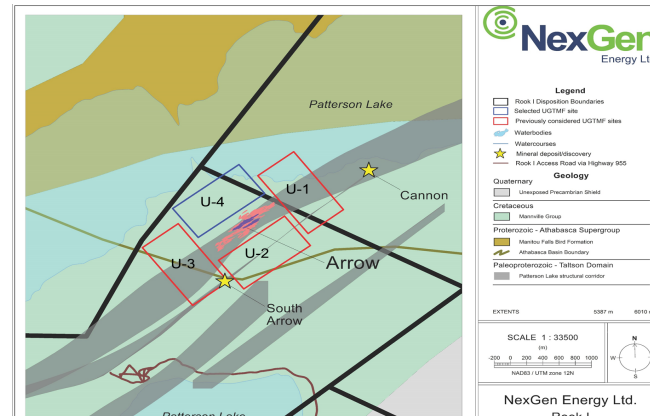 Patterson Lake
U-1
Cannon
U-4
U-2
U-3
Arrow
South
Arrow
Patterson Lake
NexGen
Energy Lt
Legend
Rook I Disposition Boundaries
Selected UGTMF site
Previously considered UGTMF sites
Waterbodies
Watercourses
Mineral deposit/discovery
Rook I Access Road via Highway 955
Geology
Quaternary
Unexposed Precambrian Shield
Cretaceous
Mannville Group
Proterozoic - Athabasca Supergroup
Manitou Falls Bird Formation
Athabasca Basin Boundary
Paleoproterozoic - Taltson Domain
Patterson Lake structural corridor
EXTENTS 5387 m 6010
SCALE 1 : 33500
(m)
-200 0 200 400 600 800 1000
NAD83 / UTM zone 12N
N
W
S
NexGen Energy Ltd.
Rook I